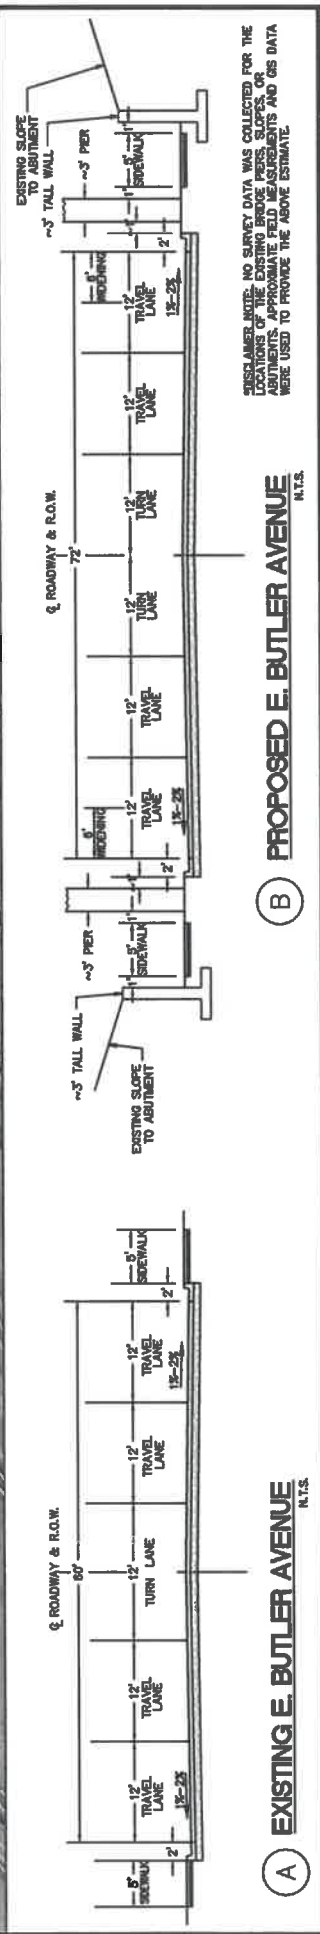 ℄ ROADWAY & R.O.W.
60'
5'
SIDEWALK
2'
12'
TRAVEL
LANE
1%-2%
12'
TRAVEL
LANE
12'
TURN LANE
12'
TRAVEL
LANE
12'
TRAVEL
LANE
1%-2%
2'
5'
SIDEWALK
A
EXISTING E. BUTLER AVENUE
N.T.S.
~3' TALL WALL
EXISTING SLOPE
TO ABUTMENT
1'
5'
SIDEWALK
1'
~3' PIER
~1'
2'
℄ ROADWAY & R.O.W.
72'
6'
WIDENING
12'
TRAVEL
LANE
1%-2%
12'
TRAVEL
LANE
12'
TURN
LANE
12'
TURN
LANE
12'
TRAVEL
LANE
6'
WIDENING
12'
TRAVEL
LANE
1%-2%
2'
~1'
~3' PIER
1'
5'
SIDEWALK
1'
~3' TALL WALL
EXISTING SLOPE
TO ABUTMENT
B
PROPOSED E. BUTLER AVENUE
N.T.S.
*DISCLAIMER NOTE: NO SURVEY DATA WAS COLLECTED FOR THE
LOCATIONS OF THE EXISTING BRIDGE PIERS, SLOPES, OR
ABUTMENTS. APPROXIMATE FIELD MEASUREMENTS AND GIS DATA
WERE USED TO PROVIDE THE ABOVE ESTIMATE.